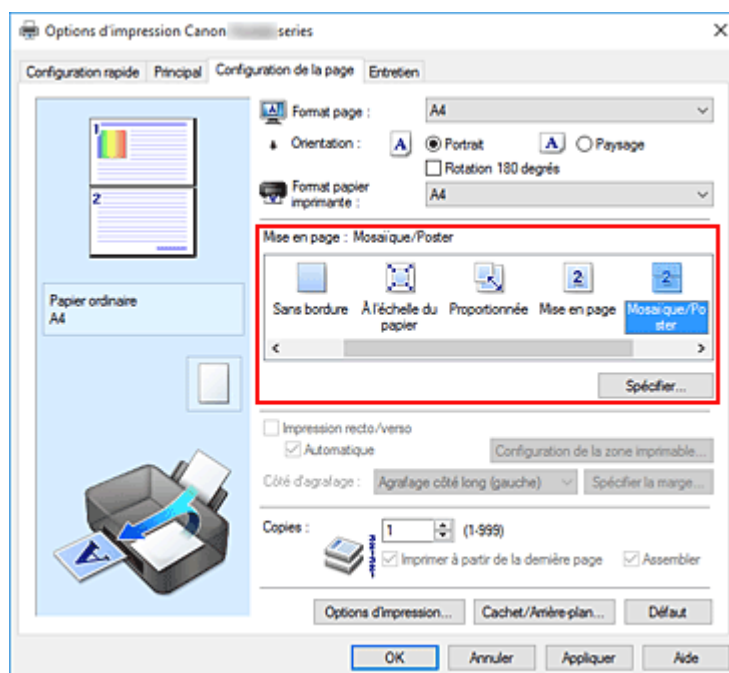 Options d'impression Canon series
Configuration rapide Principal Configuration de la page Entretien
1
2
Papier ordinaire
A4
A
Format page : A4
Orientation : A Portrait A Paysage
Rotation 180 degrés
Format papier imprimante : A4
Mise en page : Mosaïque/Poster
2 2
Sans bordure À l'échelle du papier Proportionnée Mise en page Mosaïque/Po ster
Spécifier...
Impression recto/verso
Automatique Configuration de la zone imprimable...
Côté d'agrafage : Agrafage côté long (gauche) Spécifier la marge...
Copies : 1 (1-999)
Imprimer à partir de la dernière page Assembler
Options d'impression... Cachet/Arrière-plan... Défaut
OK Annuler Appliquer Aide